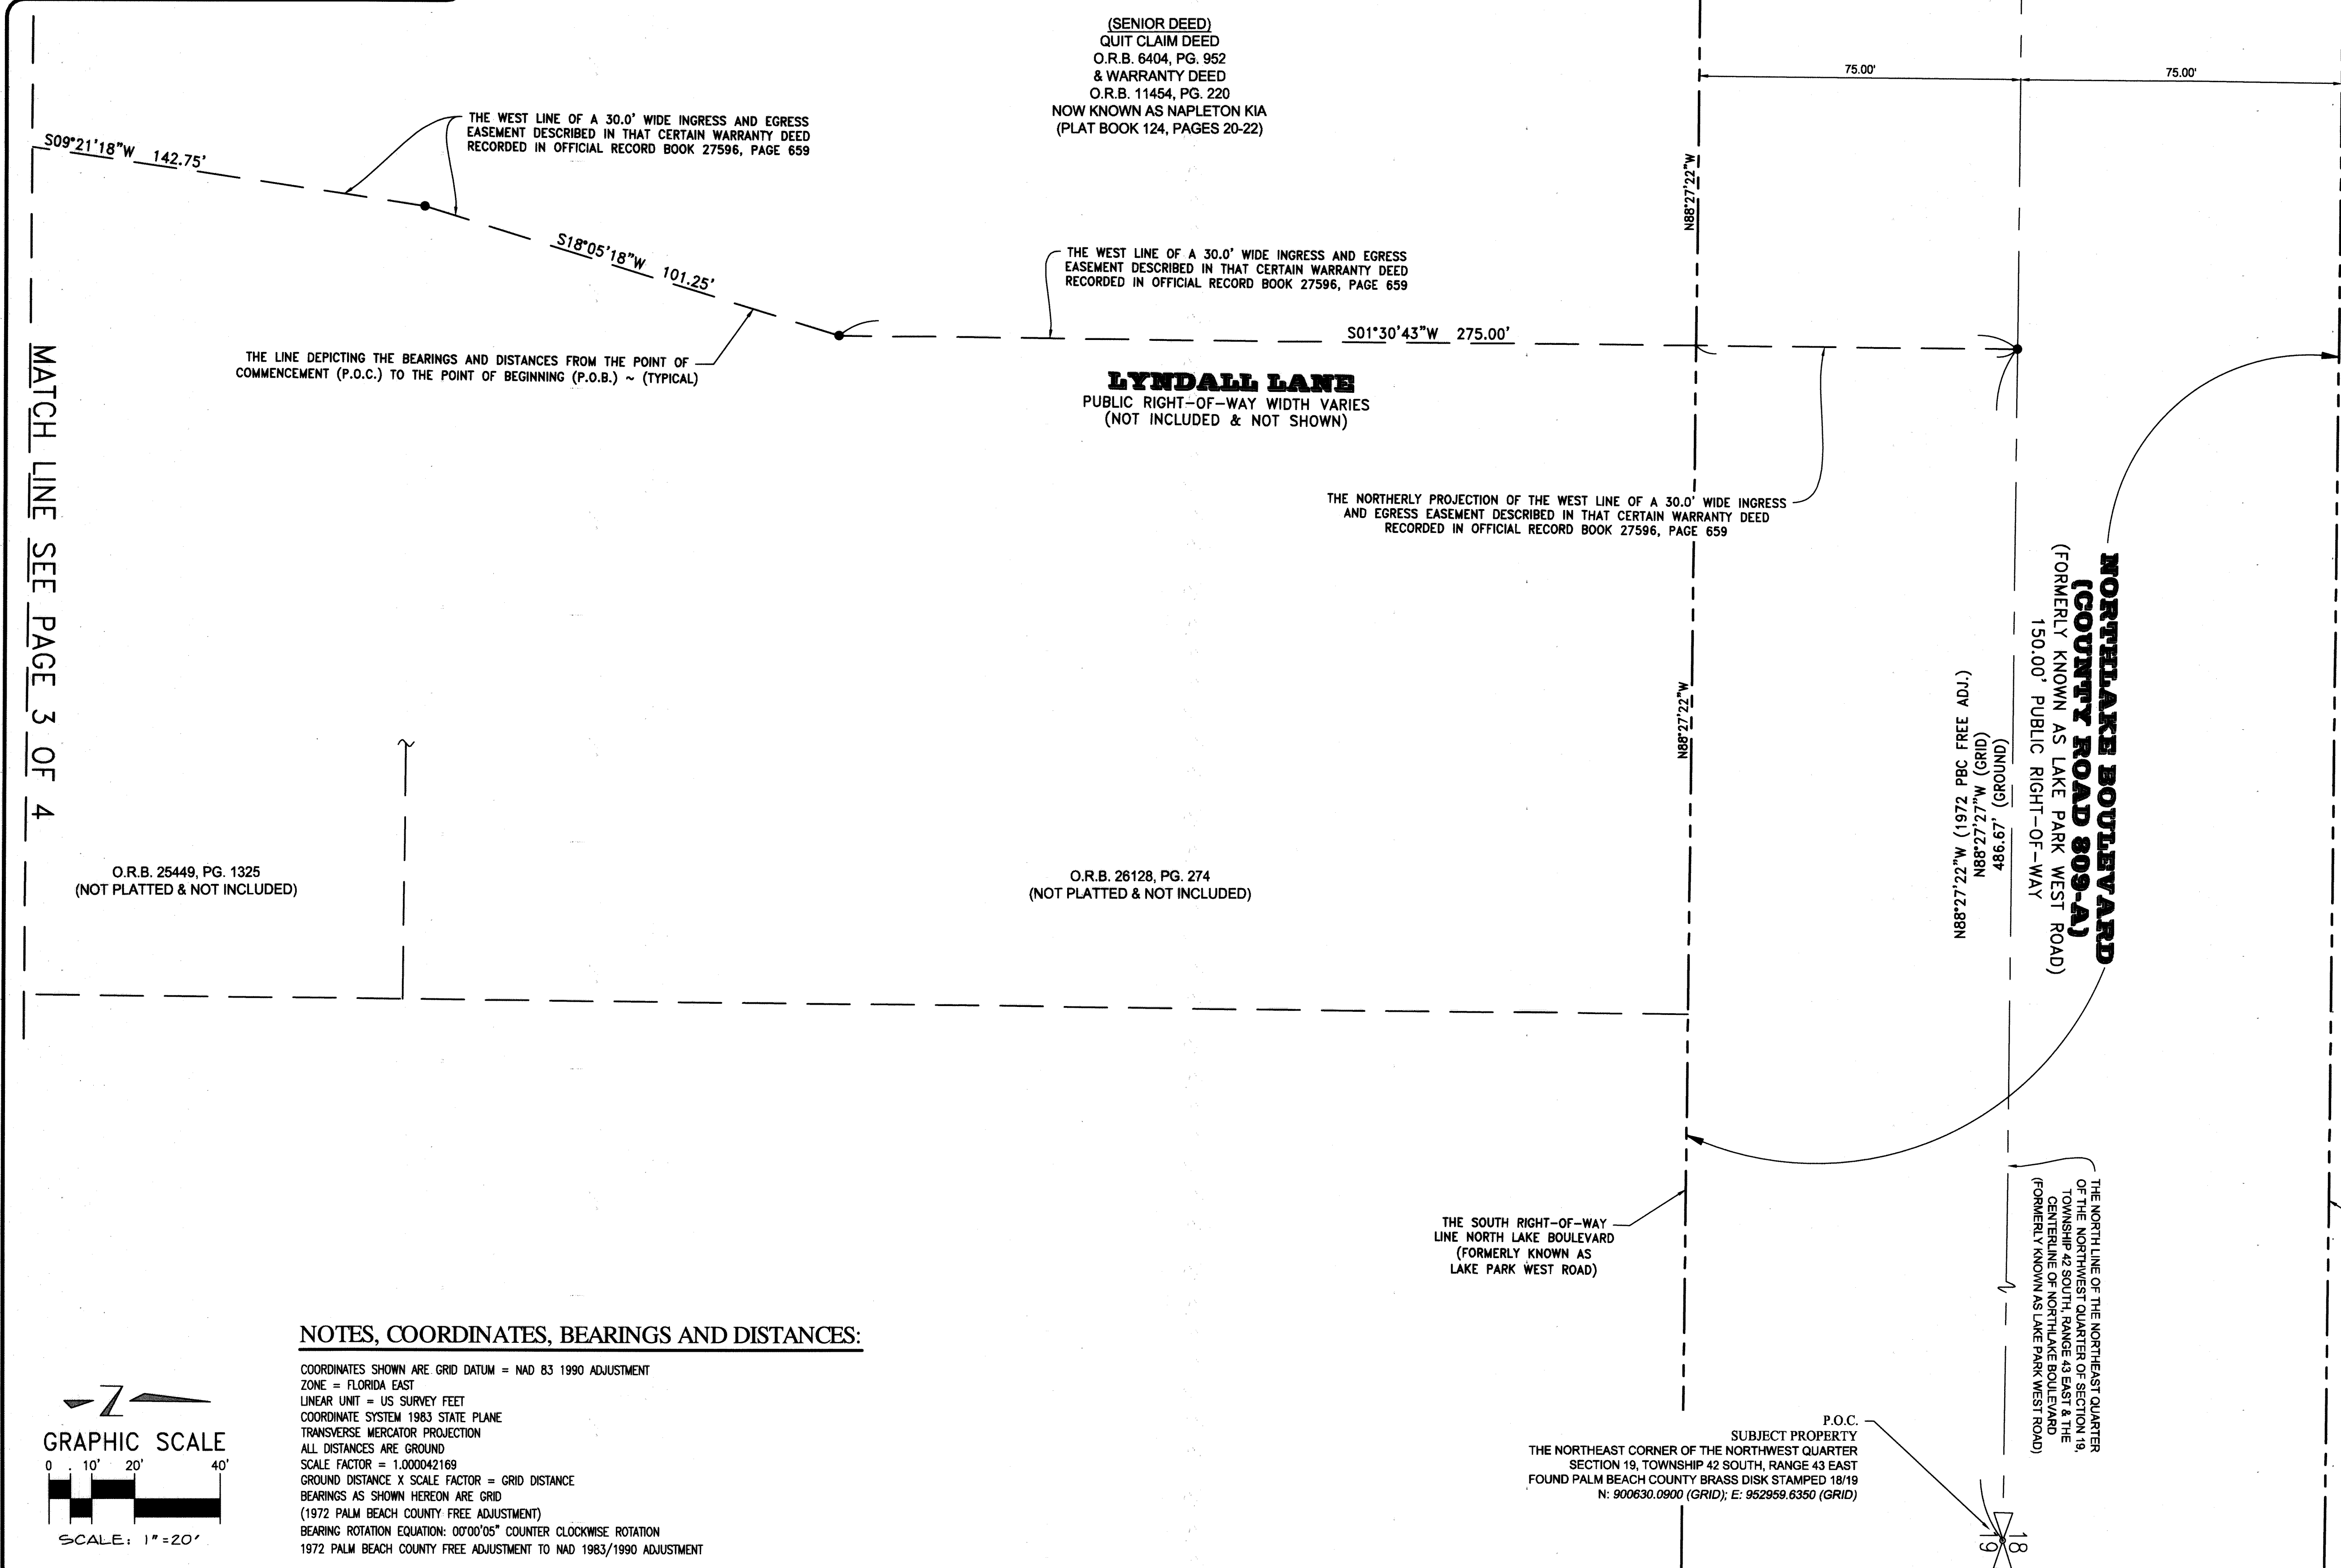 (SENIOR DEED)
QUIT CLAIM DEED
O.R.B. 6404, PG. 952
& WARRANTY DEED
O.R.B. 11454, PG. 220
NOW KNOWN AS NAPLETON KIA
(PLAT BOOK 124, PAGES 20-22)
75.00'
75.00'
THE WEST LINE OF A 30.0' WIDE INGRESS AND EGRESS
EASEMENT DESCRIBED IN THAT CERTAIN WARRANTY DEED
RECORDED IN OFFICIAL RECORD BOOK 27596, PAGE 659
S09°21'18"W 142.75'
S18°05'18"W 101.25'
THE WEST LINE OF A 30.0' WIDE INGRESS AND EGRESS
EASEMENT DESCRIBED IN THAT CERTAIN WARRANTY DEED
RECORDED IN OFFICIAL RECORD BOOK 27596, PAGE 659
N88°27'22"W
S01°30'43"W 275.00'
THE LINE DEPICTING THE BEARINGS AND DISTANCES FROM THE POINT OF
COMMENCEMENT (P.O.C.) TO THE POINT OF BEGINNING (P.O.B.) ~ (TYPICAL)
LYNDALL LANE
PUBLIC RIGHT-OF-WAY WIDTH VARIES
(NOT INCLUDED & NOT SHOWN)
THE NORTHERLY PROJECTION OF THE WEST LINE OF A 30.0' WIDE INGRESS
AND EGRESS EASEMENT DESCRIBED IN THAT CERTAIN WARRANTY DEED
RECORDED IN OFFICIAL RECORD BOOK 27596, PAGE 659
MATCH LINE SEE PAGE 3 OF 4
N88°27'22"W
NORTHLAKE BOULEVARD
(COUNTY ROAD 809-A)
(FORMERLY KNOWN AS LAKE PARK WEST ROAD)
150.00' PUBLIC RIGHT-OF-WAY
486.67' (GROUND)
N88°27'27"W (GRID)
N88°27'22"W (1972 PBC FREE ADJ.)
O.R.B. 25449, PG. 1325
(NOT PLATTED & NOT INCLUDED)
O.R.B. 26128, PG. 274
(NOT PLATTED & NOT INCLUDED)
THE NORTH LINE OF THE NORTHEAST QUARTER
OF THE NORTHWEST QUARTER OF SECTION 19,
TOWNSHIP 42 SOUTH, RANGE 43 EAST & THE
CENTERLINE OF NORTHLAKE BOULEVARD
(FORMERLY KNOWN AS LAKE PARK WEST ROAD)
THE SOUTH RIGHT-OF-WAY
LINE NORTH LAKE BOULEVARD
(FORMERLY KNOWN AS
LAKE PARK WEST ROAD)
NOTES, COORDINATES, BEARINGS AND DISTANCES:
COORDINATES SHOWN ARE GRID DATUM = NAD 83 1990 ADJUSTMENT
ZONE = FLORIDA EAST
LINEAR UNIT = US SURVEY FEET
COORDINATE SYSTEM 1983 STATE PLANE
TRANSVERSE MERCATOR PROJECTION
ALL DISTANCES ARE GROUND
SCALE FACTOR = 1.000042169
GROUND DISTANCE X SCALE FACTOR = GRID DISTANCE
BEARINGS AS SHOWN HEREON ARE GRID
(1972 PALM BEACH COUNTY FREE ADJUSTMENT)
BEARING ROTATION EQUATION: 00°00'05" COUNTER CLOCKWISE ROTATION
1972 PALM BEACH COUNTY FREE ADJUSTMENT TO NAD 1983/1990 ADJUSTMENT
Z
GRAPHIC SCALE
0 10' 20' 40'
SCALE: 1"=20'
P.O.C.
SUBJECT PROPERTY
THE NORTHEAST CORNER OF THE NORTHWEST QUARTER
SECTION 19, TOWNSHIP 42 SOUTH, RANGE 43 EAST
FOUND PALM BEACH COUNTY BRASS DISK STAMPED 18/19
N: 900630.0900 (GRID); E: 952959.6350 (GRID)
18
19